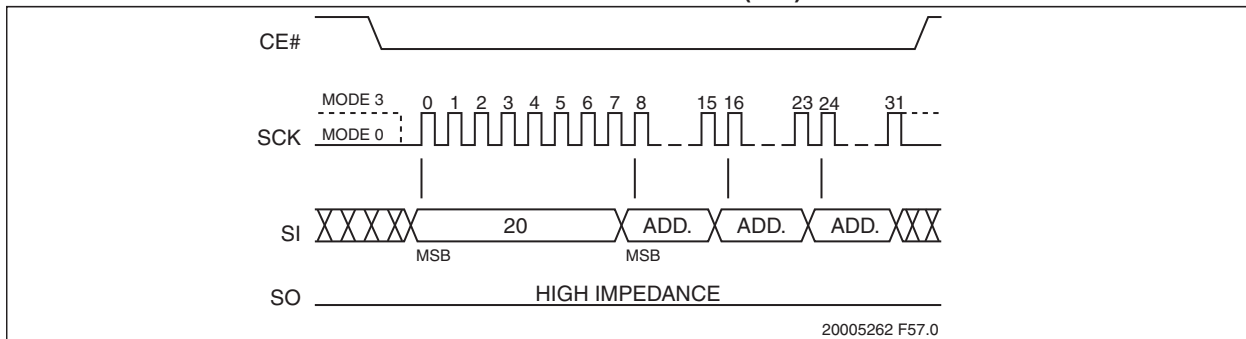 CE#
MODE 3
0 1 2 3 4 5 6 7 8 15 16 23 24 31
SCK
MODE 0
SI
20 ADD. ADD. ADD.
MSB MSB
SO
HIGH IMPEDANCE
20005262 F57.0